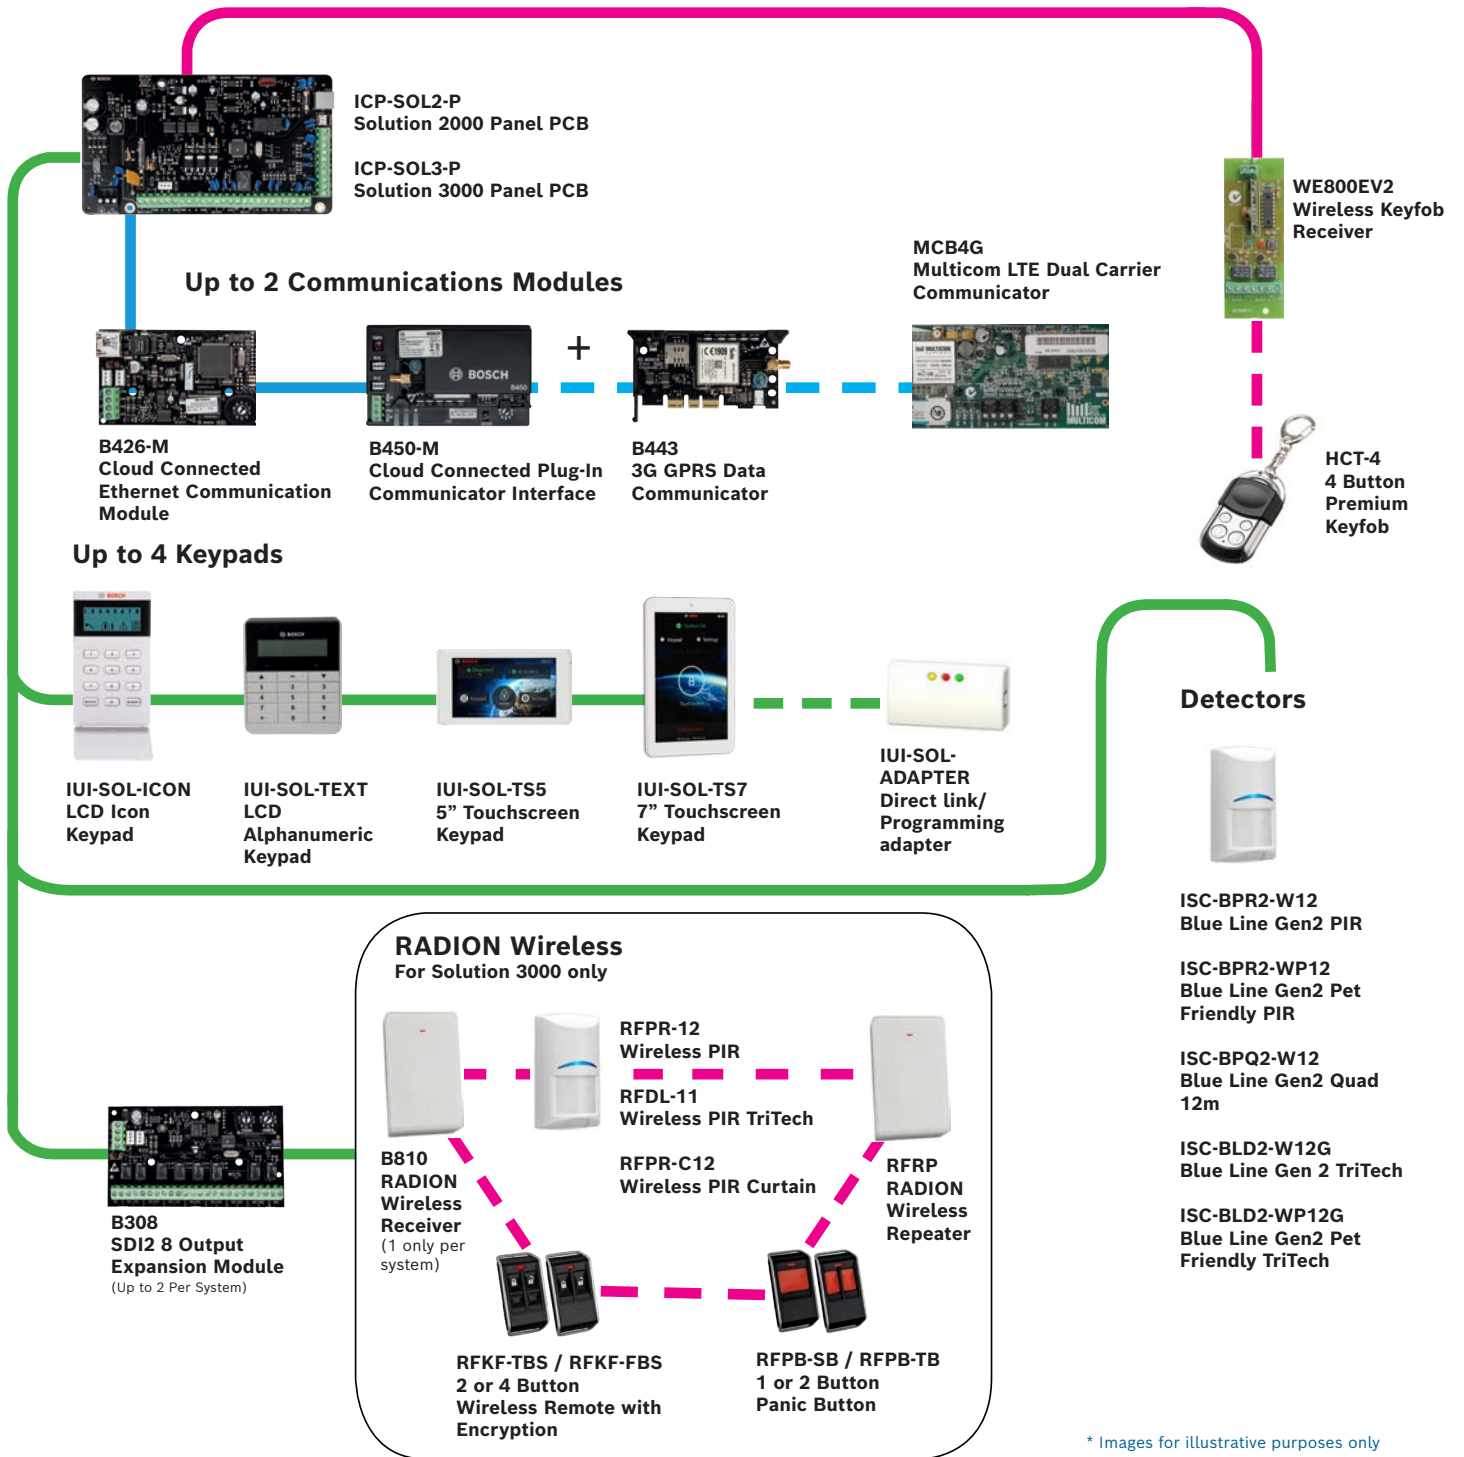 ICP-SOL2-P
Solution 2000 Panel PCB
ICP-SOL3-P
Solution 3000 Panel PCB
WE800EV2
Wireless Keyfob
Receiver
Up to 2 Communications Modules
MCB4G
Multicom LTE Dual Carrier
Communicator
+
BOSCH
B450
MULTICOM
B426-M
Cloud Connected
Ethernet Communication
Module
B450-M
Cloud Connected Plug-In
Communicator Interface
B443
3G GPRS Data
Communicator
HCT-4
4 Button
Premium
Keyfob
Up to 4 Keypads
BOSCH
BOSCH
IUI-SOL-ICON
LCD Icon
Keypad
IUI-SOL-TEXT
LCD
Alphanumeric
Keypad
IUI-SOL-TS5
5” Touchscreen
Keypad
IUI-SOL-TS7
7” Touchscreen
Keypad
IUI-SOL-
ADAPTER
Direct link/
Programming
adapter
Detectors
ISC-BPR2-W12
Blue Line Gen2 PIR
ISC-BPR2-WP12
Blue Line Gen2 Pet
Friendly PIR
ISC-BPQ2-W12
Blue Line Gen2 Quad
12m
ISC-BLD2-W12G
Blue Line Gen 2 TriTech
ISC-BLD2-WP12G
Blue Line Gen2 Pet
Friendly TriTech
RADION Wireless
For Solution 3000 only
RFPR-12
Wireless PIR
RFDL-11
Wireless PIR TriTech
RFPR-C12
Wireless PIR Curtain
B810
RADION
Wireless
Receiver
(1 only per
system)
RFRP
RADION
Wireless
Repeater
B308
SDI2 8 Output
Expansion Module
(Up to 2 Per System)
RFKF-TBS / RFKF-FBS
2 or 4 Button
Wireless Remote with
Encryption
RFPB-SB / RFPB-TB
1 or 2 Button
Panic Button
* Images for illustrative purposes only